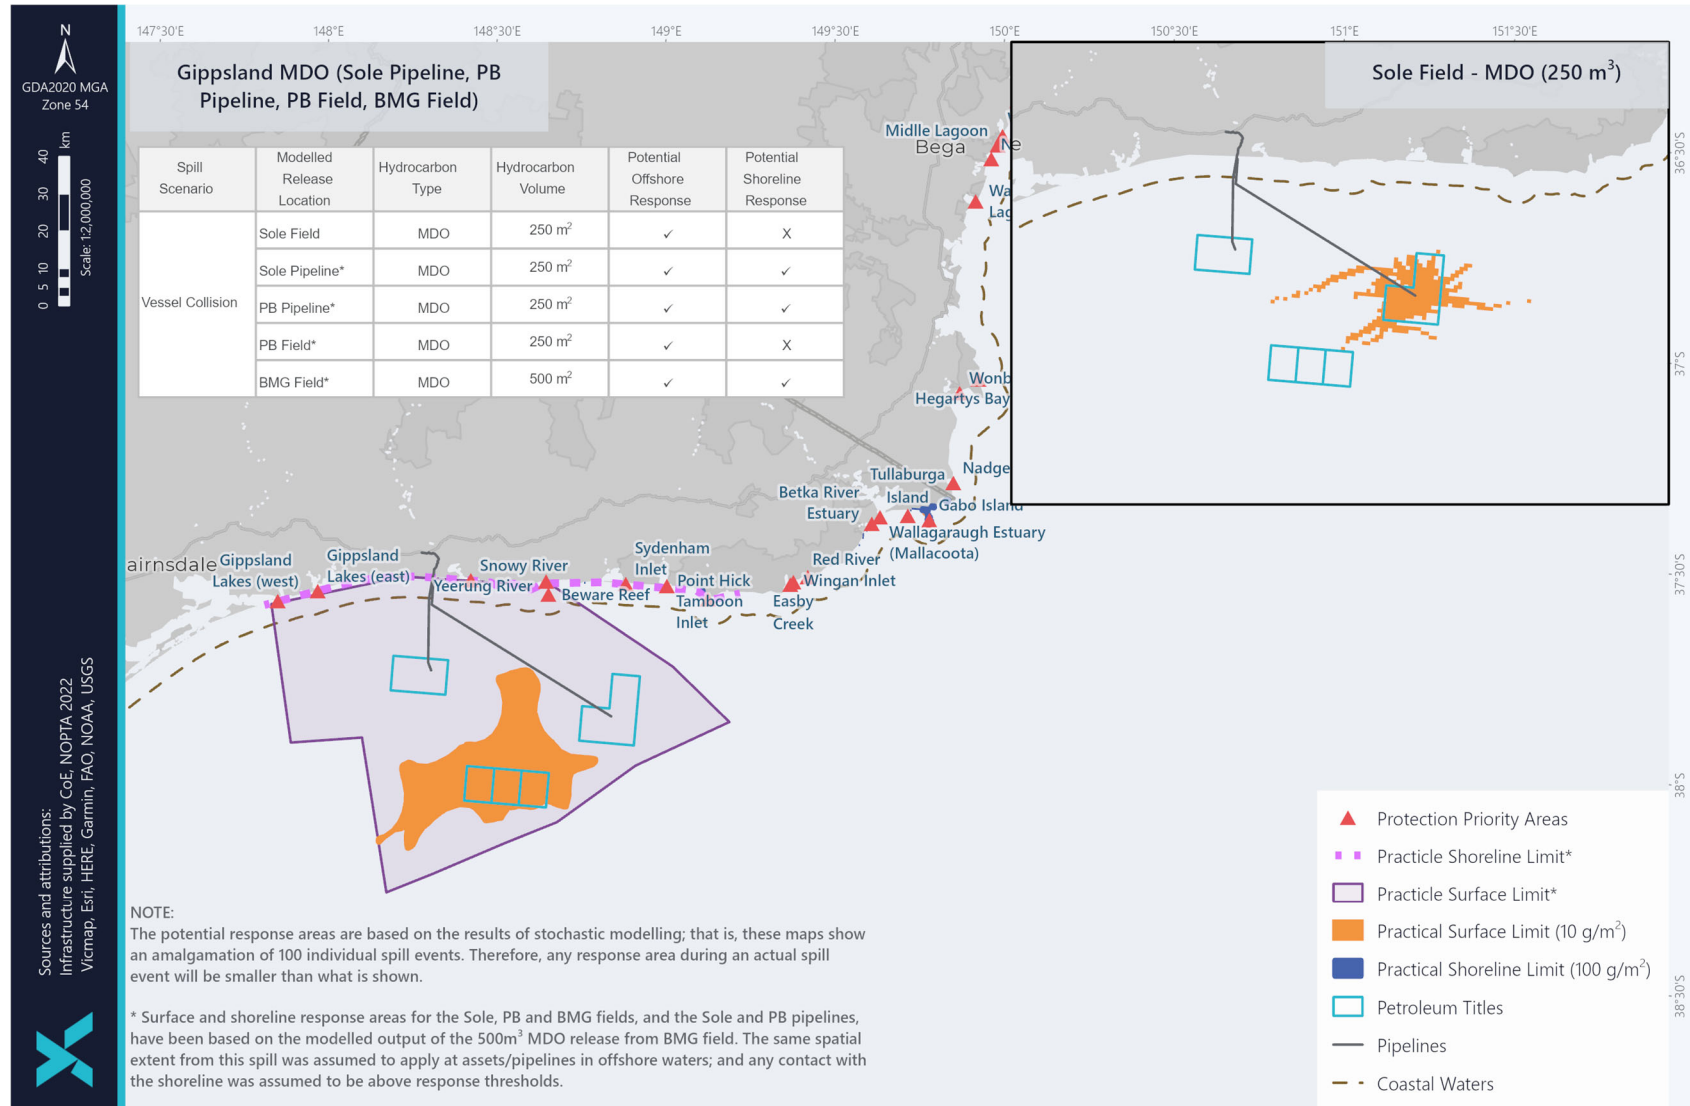 N
GDA2020 MGA
Zone 54
0 5 10 20 30 40 km
Scale: 1:2,000,000
Sources and attributions:
Infrastructure supplied by CoE, NOPTA 2022
Vicmap, Esri, HERE, Garmin, FAO, NOAA, USGS
147°30'E 148°E 148°30'E 149°E 149°30'E 150°E 150°30'E 151°E 151°30'E
Gippsland MDO (Sole Pipeline, PB
Pipeline, PB Field, BMG Field)
Spill Scenario | Modelled Release Location | Hydrocarbon Type | Hydrocarbon Volume | Potential Offshore Response | Potential Shoreline Response
Vessel Collision
Sole Field MDO 250 m² ✓ X
Sole Pipeline* MDO 250 m² ✓ ✓
PB Pipeline* MDO 250 m² ✓ ✓
PB Field* MDO 250 m² ✓ X
BMG Field* MDO 500 m² ✓ ✓
Sole Field - MDO (250 m³)
36°30'S
37°S
37°30'S
38°S
38°30'S
Midlle Lagoon
Bega
Ne
Wa
Lag
Wonb
Hegartys Bay
Nadge
Tullaburga
Island
Gabo Island
Betka River
Estuary
Wallagaraugh Estuary
(Mallacoota)
Red River
Wingan Inlet
Easby
Creek
Sydenham
Inlet
Point Hick
Tamboon
Inlet
Snowy River
Yeerung River
Beware Reef
Gippsland
Lakes (east)
Gippsland
Lakes (west)
airnsdale
NOTE:
The potential response areas are based on the results of stochastic modelling; that is, these maps show
an amalgamation of 100 individual spill events. Therefore, any response area during an actual spill
event will be smaller than what is shown.
* Surface and shoreline response areas for the Sole, PB and BMG fields, and the Sole and PB pipelines,
have been based on the modelled output of the 500m³ MDO release from BMG field. The same spatial
extent from this spill was assumed to apply at assets/pipelines in offshore waters; and any contact with
the shoreline was assumed to be above response thresholds.
Protection Priority Areas
Practicle Shoreline Limit*
Practicle Surface Limit*
Practical Surface Limit (10 g/m²)
Practical Shoreline Limit (100 g/m²)
Petroleum Titles
Pipelines
Coastal Waters